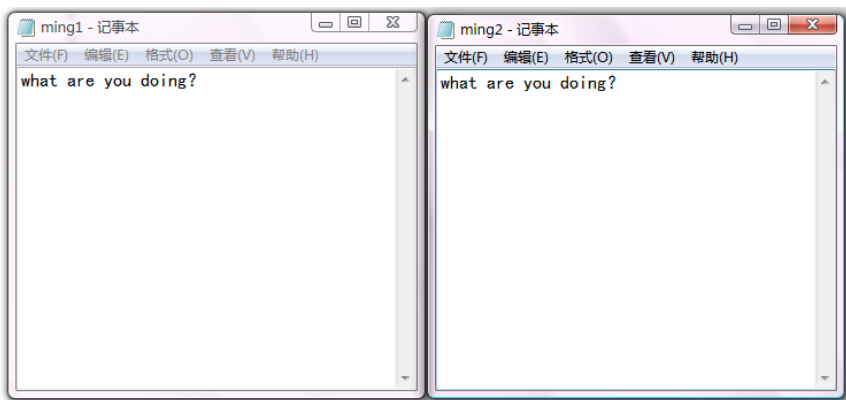 ming1 - 记事本
文件(F) 编辑(E) 格式(O) 查看(V) 帮助(H)
what are you doing?
ming2 - 记事本
文件(F) 编辑(E) 格式(O) 查看(V) 帮助(H)
what are you doing?